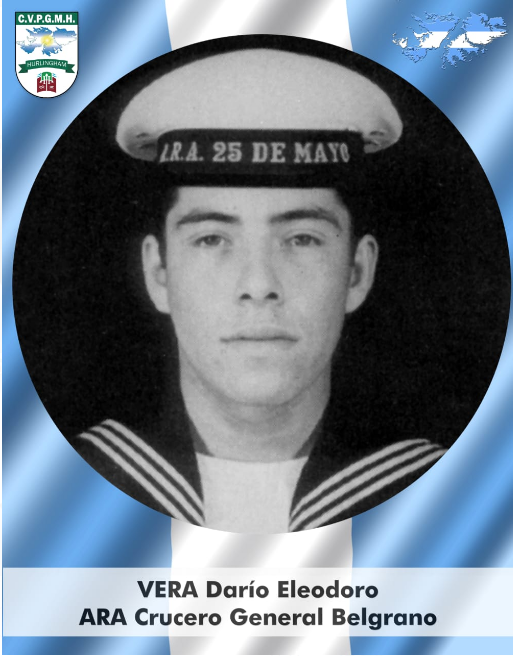 C.V.P.G.M.H.
HURLINGHAM
A.R.A. 25 DE MAYO
VERA Darío Eleodoro
ARA Crucero General Belgrano